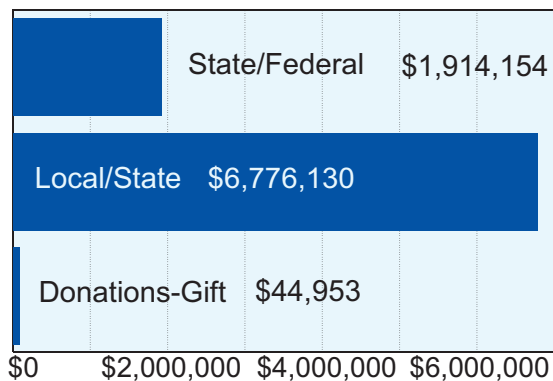 State/Federal $1,914,154
Local/State $6,776,130
Donations-Gift $44,953
$0 $2,000,000 $4,000,000 $6,000,000